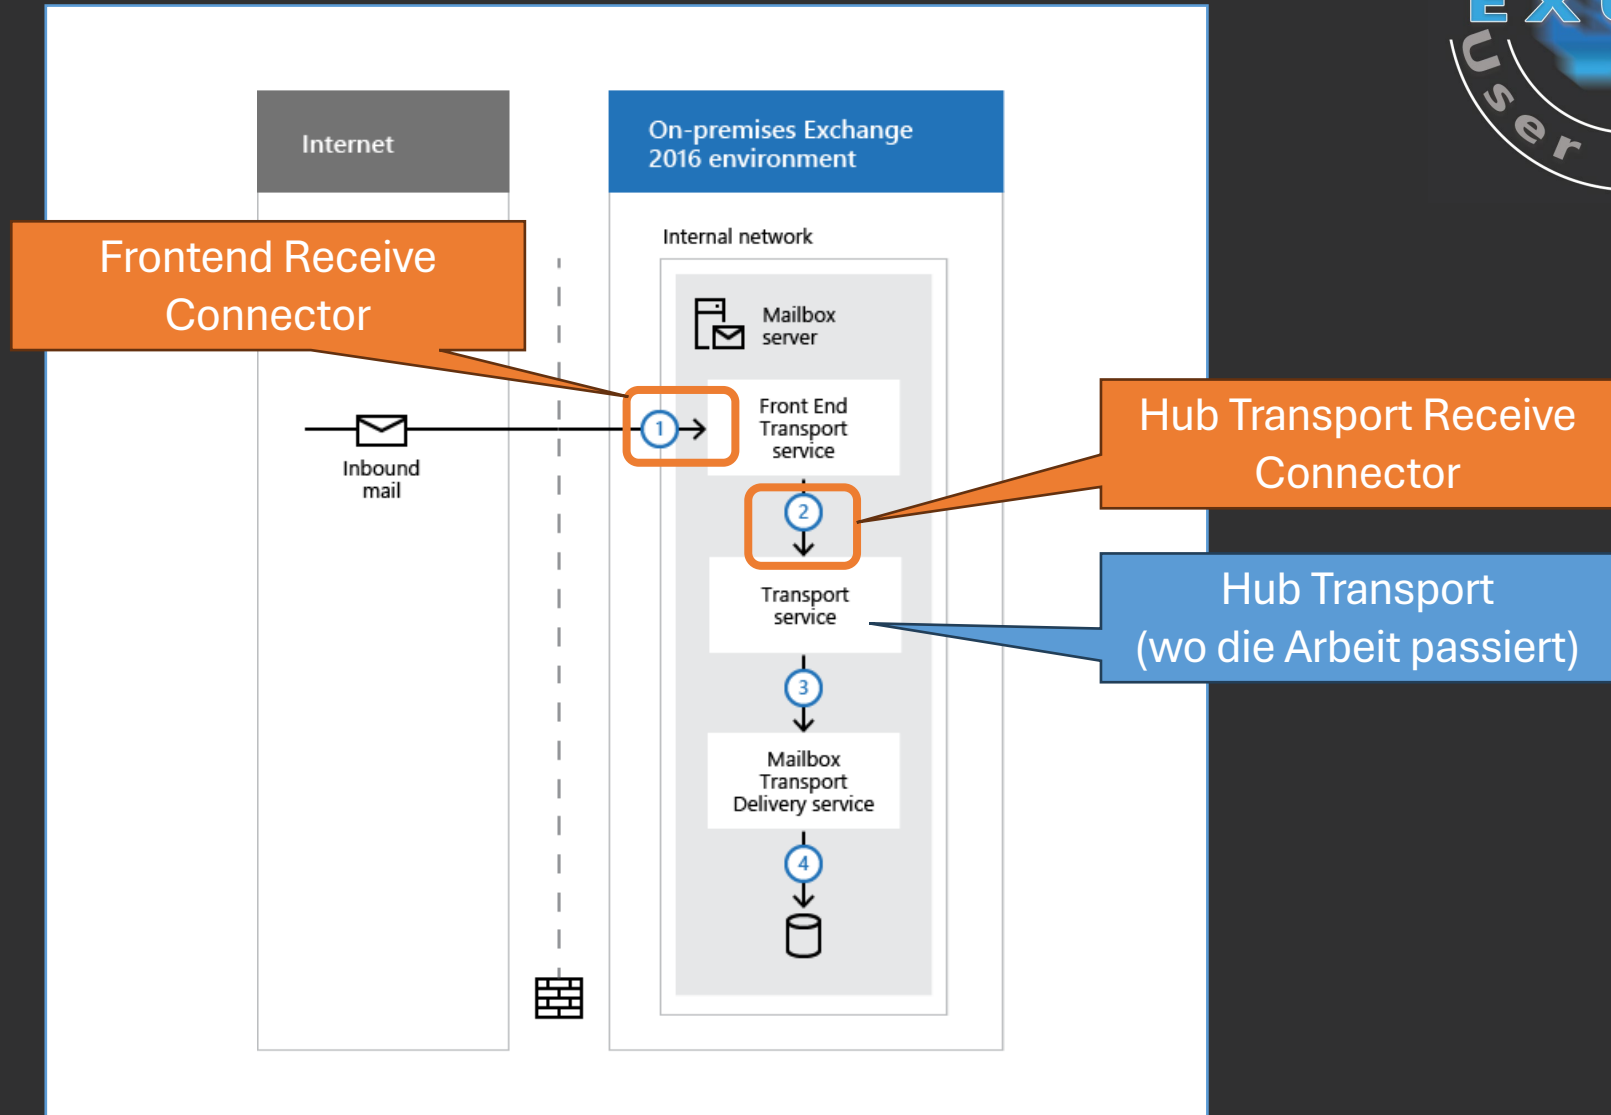 Internet
On-premises Exchange
2016 environment
Frontend Receive
Connector
Internal network
Mailbox
server
Inbound
mail
1
Front End
Transport
service
2
Hub Transport Receive
Connector
Transport
service
Hub Transport
(wo die Arbeit passiert)
3
Mailbox
Transport
Delivery service
4
User